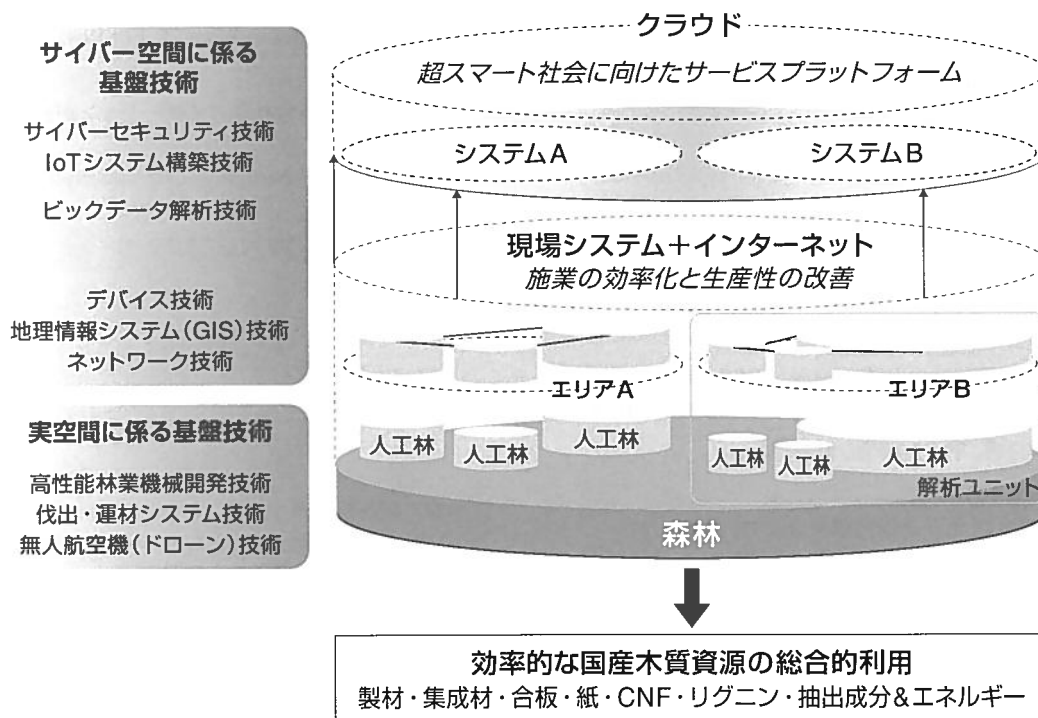 サイバー空間に係る
基盤技術
サイバーセキュリティ技術
IoTシステム構築技術
ビックデータ解析技術
デバイス技術
地理情報システム(GIS)技術
ネットワーク技術
実空間に係る基盤技術
高性能林業機械開発技術
伐出・運材システム技術
無人航空機(ドローン)技術
クラウド
超スマート社会に向けたサービスプラットフォーム
システムA
システムB
現場システム+インターネット
施業の効率化と生産性の改善
エリアA
エリアB
人工林
人工林
人工林
人工林
人工林
人工林
解析ユニット
森林
効率的な国産木質資源の総合的利用
製材・集成材・合板・紙・CNF・リグニン・抽出成分&エネルギー